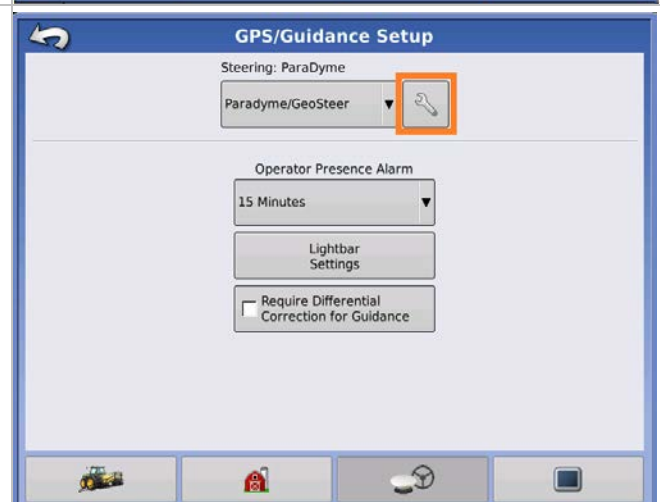 GPS/Guidance Setup
Steering: ParaDyme
Paradyme/GeoSteer
Operator Presence Alarm
15 Minutes
Lightbar
Settings
Require Differential
Correction for Guidance